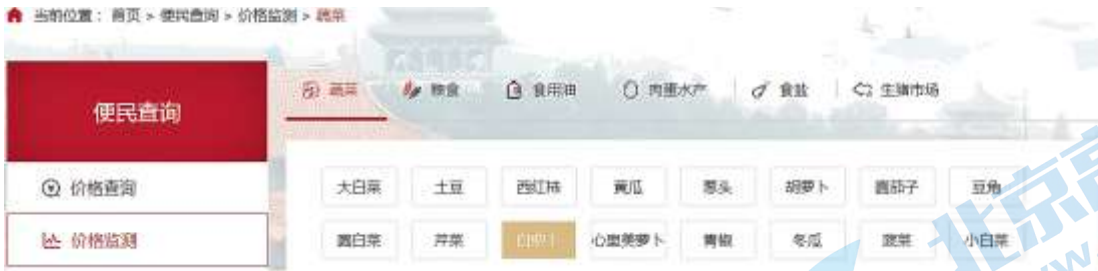 当前位置：首页 > 便民查询 > 价格监测 > 蔬菜
蔬菜 粮食 食用油 肉蛋水产 食盐 生猪市场
便民查询
价格查询
大白菜 土豆 西红柿 黄瓜 葱头 胡萝卜 圆茄子 豆角
价格监测
圆白菜 芹菜 白萝卜 心里美萝卜 青椒 冬瓜 菠菜 小白菜